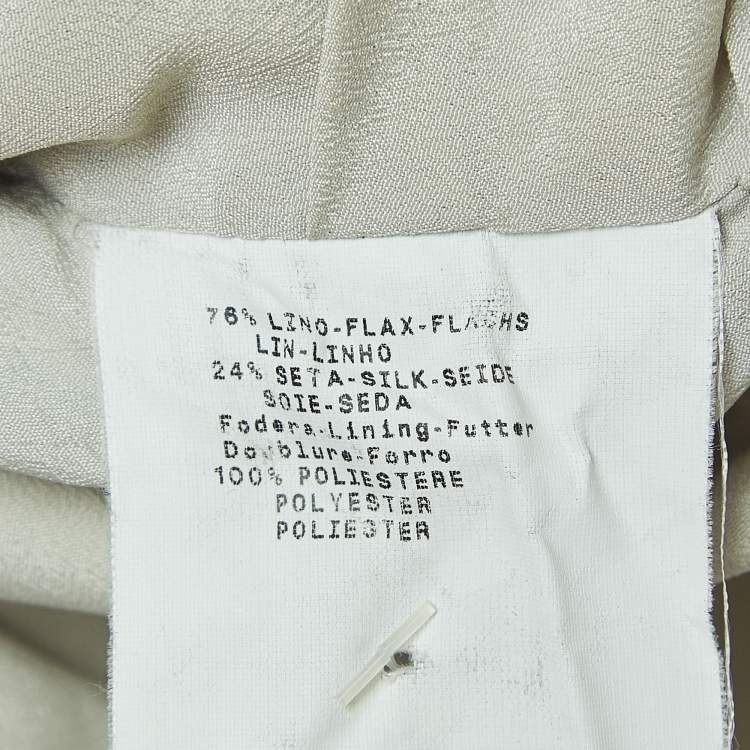 76% LINO-FLAX-FLACHS
LIN-LINHO
24% SETA-SILK-SEIDE
SOIE-SEDA
Fodera-Lining-Futter
Doublure-Forro
100% POLIESTERE
POLYESTER
POLIESTER